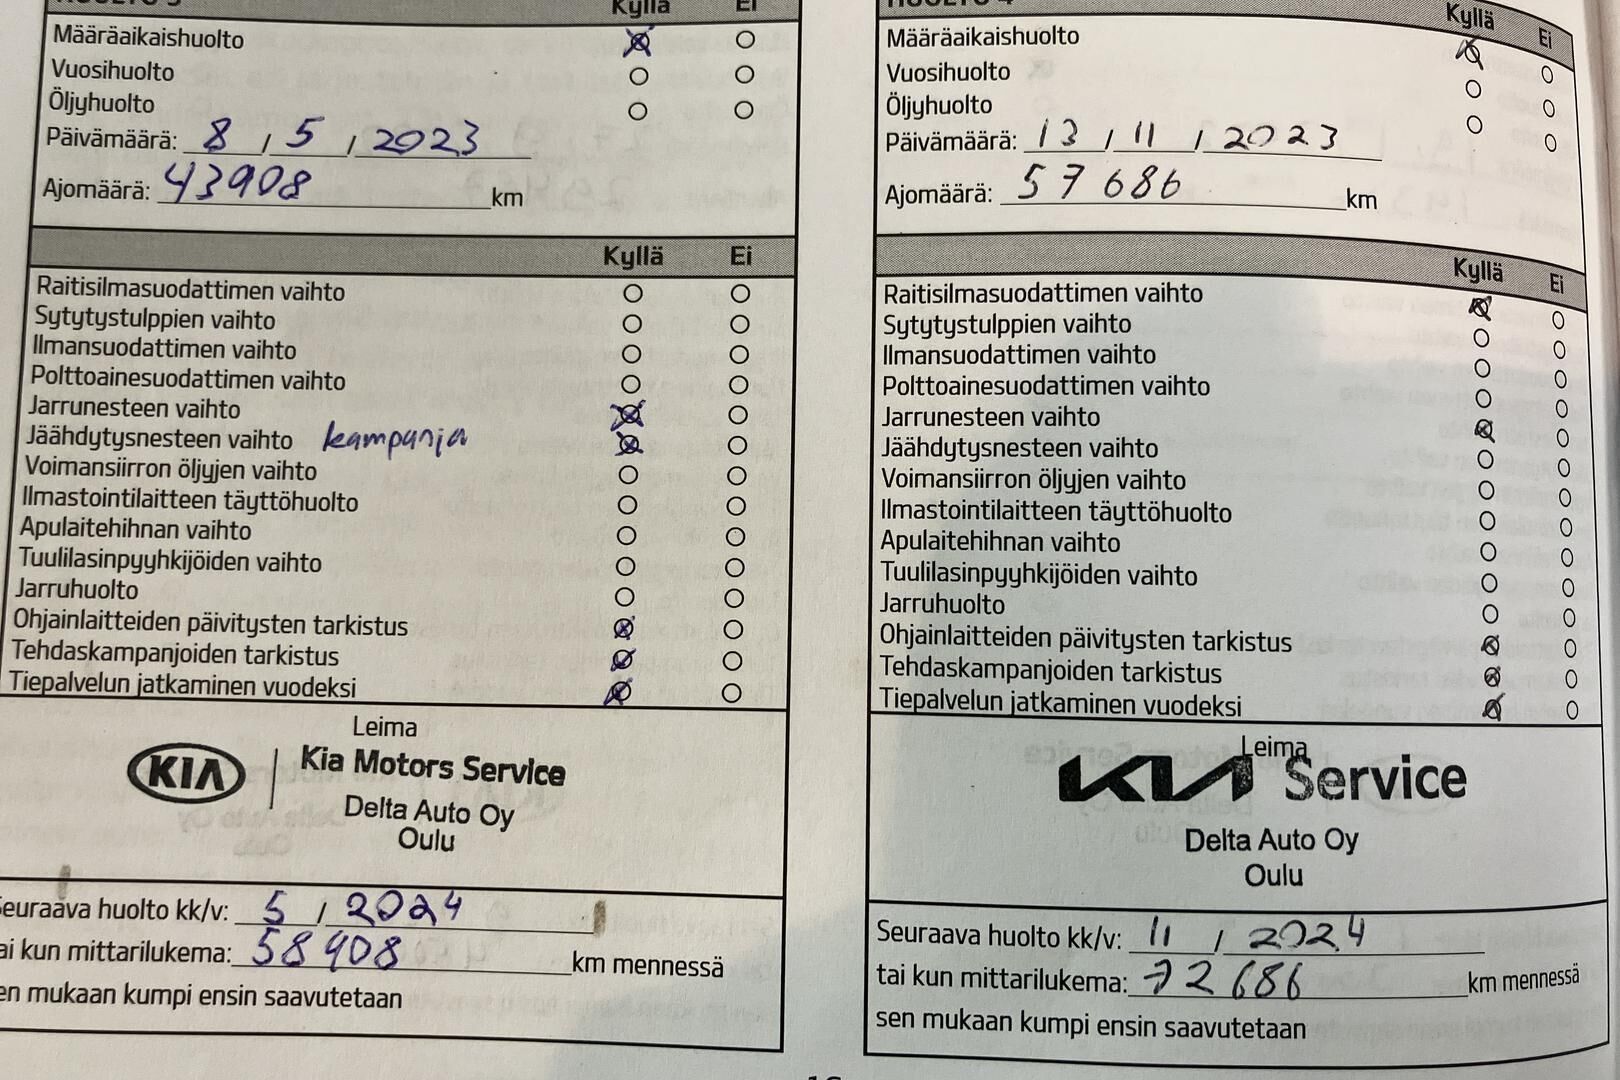 Kyllä Ei
Määräaikaishuolto
Vuosihuolto
Öljyhuolto
Päivämäärä: 8 / 5 / 2023
Ajomäärä: 43908 km
Kyllä Ei
Raitisilmasuodattimen vaihto
Sytytystulppien vaihto
Ilmansuodattimen vaihto
Polttoainesuodattimen vaihto
Jarrunesteen vaihto
Jäähdytysnesteen vaihto kampanja
Voimansiirron öljyjen vaihto
Ilmastointilaitteen täyttöhuolto
Apulaitehihnan vaihto
Tuulilasinpyyhkijöiden vaihto
Jarruhuolto
Ohjainlaitteiden päivitysten tarkistus
Tehdaskampanjoiden tarkistus
Tiepalvelun jatkaminen vuodeksi
Leima
KIA Kia Motors Service
Delta Auto Oy
Oulu
Seuraava huolto kk/v: 5 / 2024
tai kun mittarilukema: 58908 km mennessä
sen mukaan kumpi ensin saavutetaan
Kyllä Ei
Määräaikaishuolto
Vuosihuolto
Öljyhuolto
Päivämäärä: 13 / 11 / 2023
Ajomäärä: 57686 km
Kyllä Ei
Raitisilmasuodattimen vaihto
Sytytystulppien vaihto
Ilmansuodattimen vaihto
Polttoainesuodattimen vaihto
Jarrunesteen vaihto
Jäähdytysnesteen vaihto
Voimansiirron öljyjen vaihto
Ilmastointilaitteen täyttöhuolto
Apulaitehihnan vaihto
Tuulilasinpyyhkijöiden vaihto
Jarruhuolto
Ohjainlaitteiden päivitysten tarkistus
Tehdaskampanjoiden tarkistus
Tiepalvelun jatkaminen vuodeksi
Leima
KIA Service
Delta Auto Oy
Oulu
Seuraava huolto kk/v: 11 / 2024
tai kun mittarilukema: 72686 km mennessä
sen mukaan kumpi ensin saavutetaan